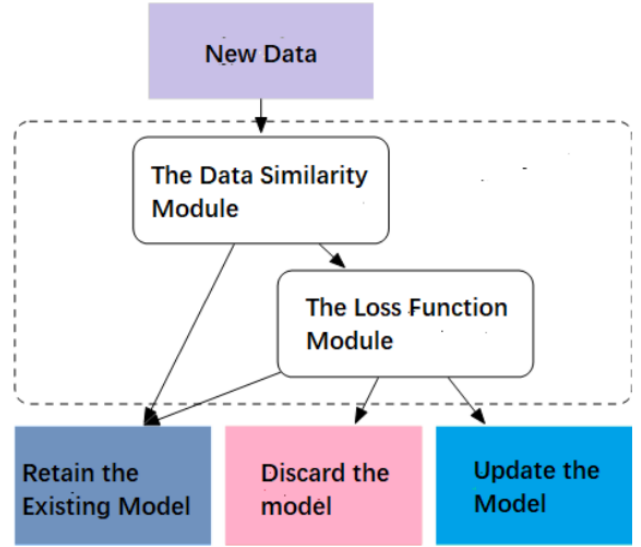 New Data
The Data Similarity
Module
The Loss Function
Module
Retain the
Existing Model
Discard the
model
Update the
Model